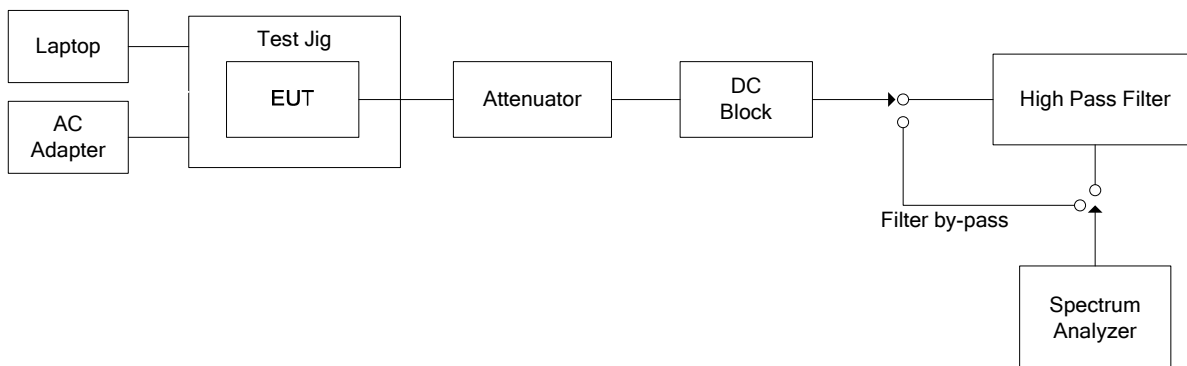 Laptop
Test Jig
EUT
AC
Adapter
Attenuator
DC
Block
High Pass Filter
Filter by-pass
Spectrum
Analyzer